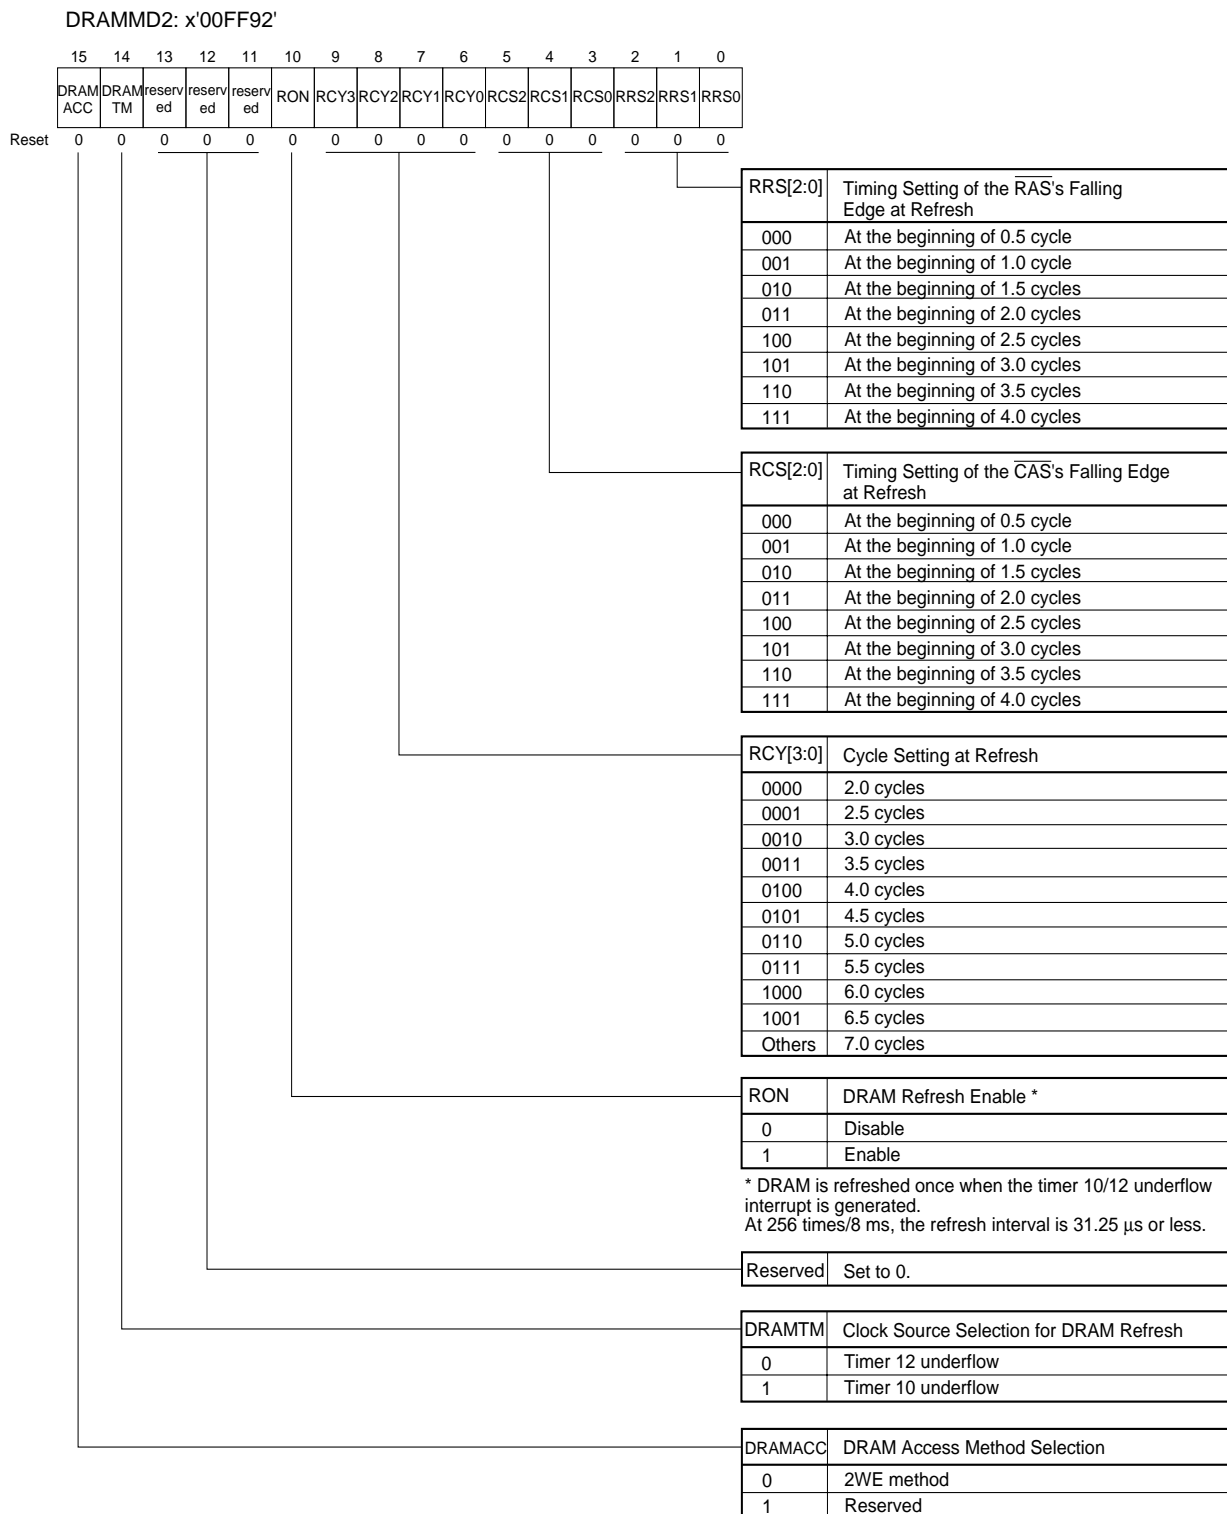 DRAMMD2: x'00FF92'
15 14 13 12 11 10 9 8 7 6 5 4 3 2 1 0
DRAM ACC DRAM TM reserv ed reserv ed reserv ed RON RCY3 RCY2 RCY1 RCY0 RCS2 RCS1 RCS0 RRS2 RRS1 RRS0
Reset 0 0 0 0 0 0 0 0 0 0 0 0 0 0 0 0
RRS[2:0] Timing Setting of the RAS's Falling
Edge at Refresh
000 At the beginning of 0.5 cycle
001 At the beginning of 1.0 cycle
010 At the beginning of 1.5 cycles
011 At the beginning of 2.0 cycles
100 At the beginning of 2.5 cycles
101 At the beginning of 3.0 cycles
110 At the beginning of 3.5 cycles
111 At the beginning of 4.0 cycles
RCS[2:0] Timing Setting of the CAS's Falling Edge
at Refresh
000 At the beginning of 0.5 cycle
001 At the beginning of 1.0 cycle
010 At the beginning of 1.5 cycles
011 At the beginning of 2.0 cycles
100 At the beginning of 2.5 cycles
101 At the beginning of 3.0 cycles
110 At the beginning of 3.5 cycles
111 At the beginning of 4.0 cycles
RCY[3:0] Cycle Setting at Refresh
0000 2.0 cycles
0001 2.5 cycles
0010 3.0 cycles
0011 3.5 cycles
0100 4.0 cycles
0101 4.5 cycles
0110 5.0 cycles
0111 5.5 cycles
1000 6.0 cycles
1001 6.5 cycles
Others 7.0 cycles
RON DRAM Refresh Enable *
0 Disable
1 Enable
* DRAM is refreshed once when the timer 10/12 underflow
interrupt is generated.
At 256 times/8 ms, the refresh interval is 31.25 μs or less.
Reserved Set to 0.
DRAMTM Clock Source Selection for DRAM Refresh
0 Timer 12 underflow
1 Timer 10 underflow
DRAMACC DRAM Access Method Selection
0 2WE method
1 Reserved